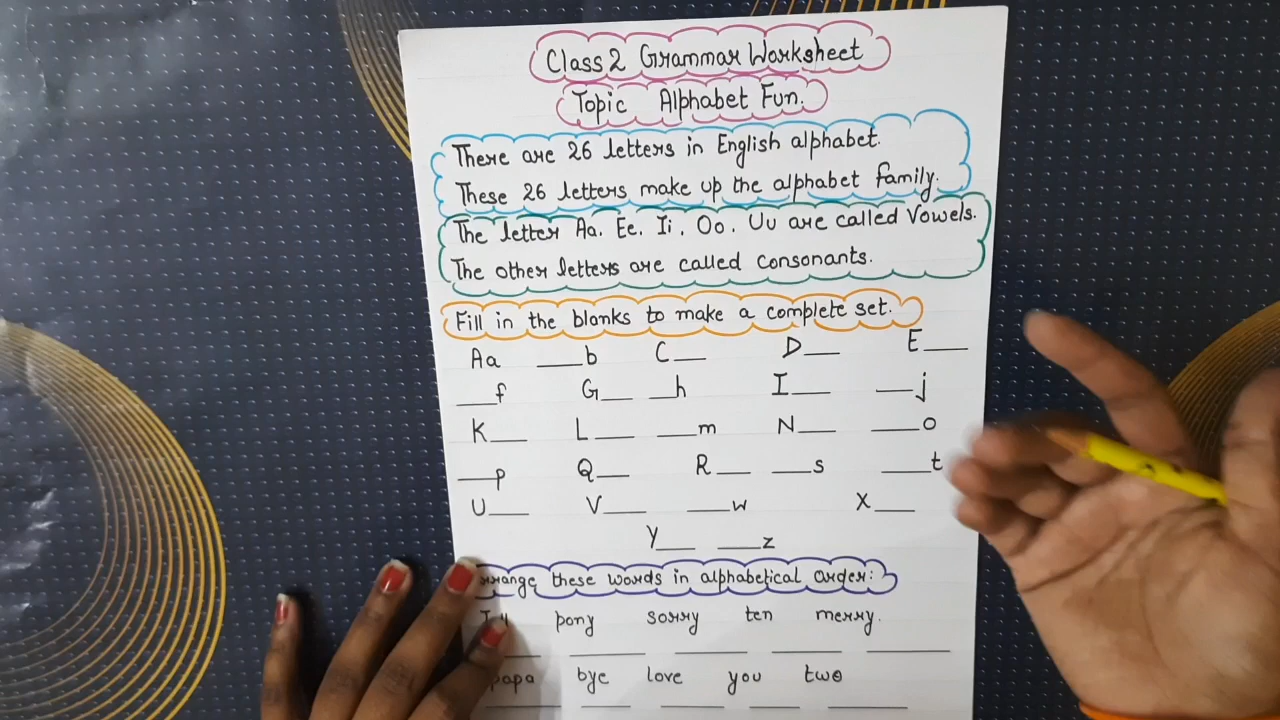 Class 2 Grammar Worksheet
Topic Alphabet Fun.
There are 26 letters in English alphabet.
These 26 letters make up the alphabet family.
The letter Aa. Ee. Ii. Oo. Uu are called Vowels.
The other letters are called consonants.
Fill in the blanks to make a complete set.
Aa ___b C___ D___ E___
___f G___ ___h I___ ___j
K___ L___ ___m N___ ___o
___p Q___ R___ ___s ___t
U___ V___ ___w X___
Y___ ___z
these words in alphabetical order:
pony sorry ten merry.
papa bye love you two